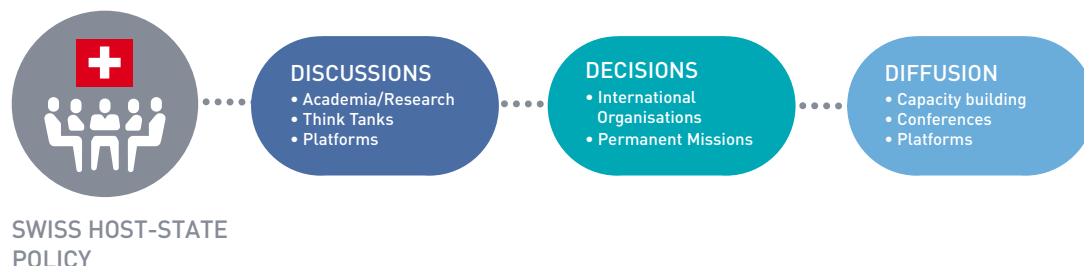 DISCUSSIONS
• Academia/Research
• Think Tanks
• Platforms
DECISIONS
• International
Organisations
• Permanent Missions
DIFFUSION
• Capacity building
• Conferences
• Platforms
SWISS HOST-STATE
POLICY